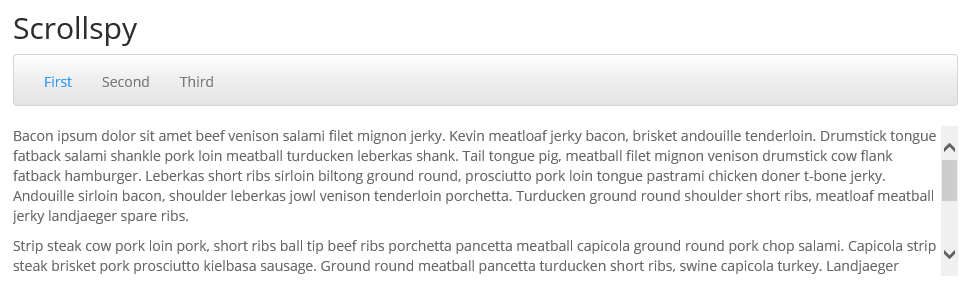 Scrollspy
First Second Third
Bacon ipsum dolor sit amet beef venison salami filet mignon jerky. Kevin meatloaf jerky bacon, brisket andouille tenderloin. Drumstick tongue
fatback salami shankle pork loin meatball turducken leberkas shank. Tail tongue pig, meatball filet mignon venison drumstick cow flank
fatback hamburger. Leberkas short ribs sirloin biltong ground round, prosciutto pork loin tongue pastrami chicken doner t-bone jerky.
Andouille sirloin bacon, shoulder leberkas jowl venison tenderloin porchetta. Turducken ground round shoulder short ribs, meatloaf meatball
jerky landjaeger spare ribs.
Strip steak cow pork loin pork, short ribs ball tip beef ribs porchetta pancetta meatball capicola ground round pork chop salami. Capicola strip
steak brisket pork prosciutto kielbasa sausage. Ground round meatball pancetta turducken short ribs, swine capicola turkey. Landjaeger